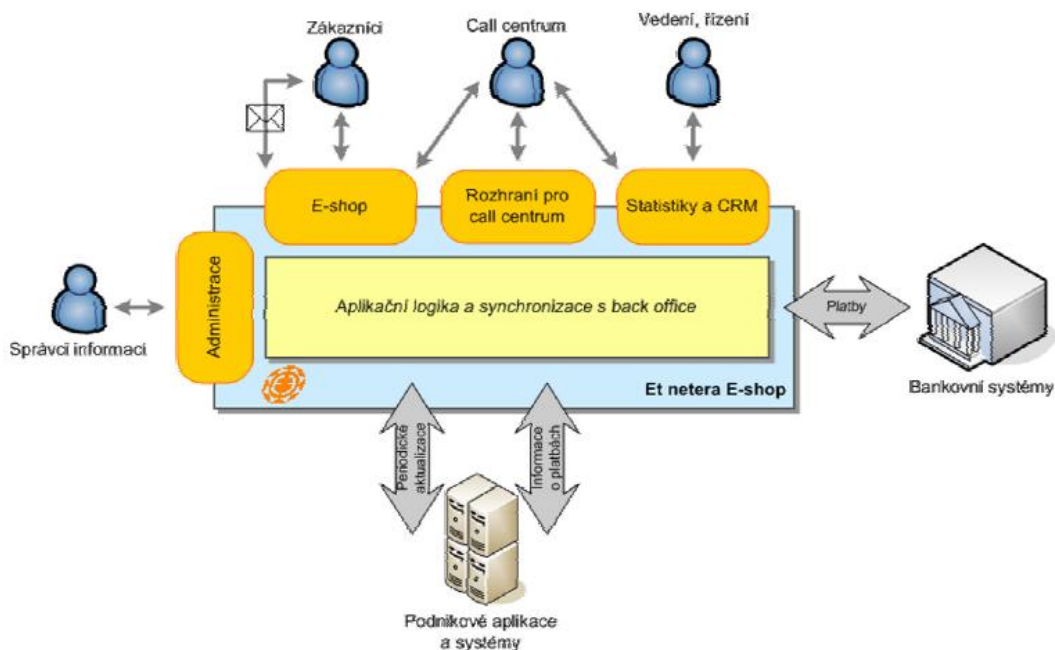 Zákazníci
Call centrum
Vedení, řízení
E-shop
Rozhraní pro
call centrum
Statistiky a CRM
Administrace
Aplikační logika a synchronizace s back office
Platby
Správci informací
Et netera E-shop
Bankovní systémy
Periodické
aktualizace
Informace
o platbách
Podnikové aplikace
a systémy